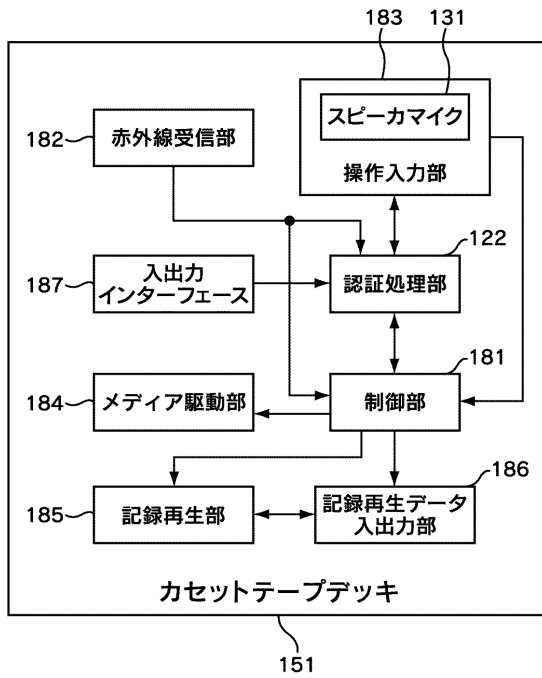 183
131
スピーカマイク
操作入力部
182
赤外線受信部
122
認証処理部
187
入出力
インターフェース
181
制御部
184
メディア駆動部
186
185
記録再生部
記録再生データ
入出力部
カセットテープデッキ
151